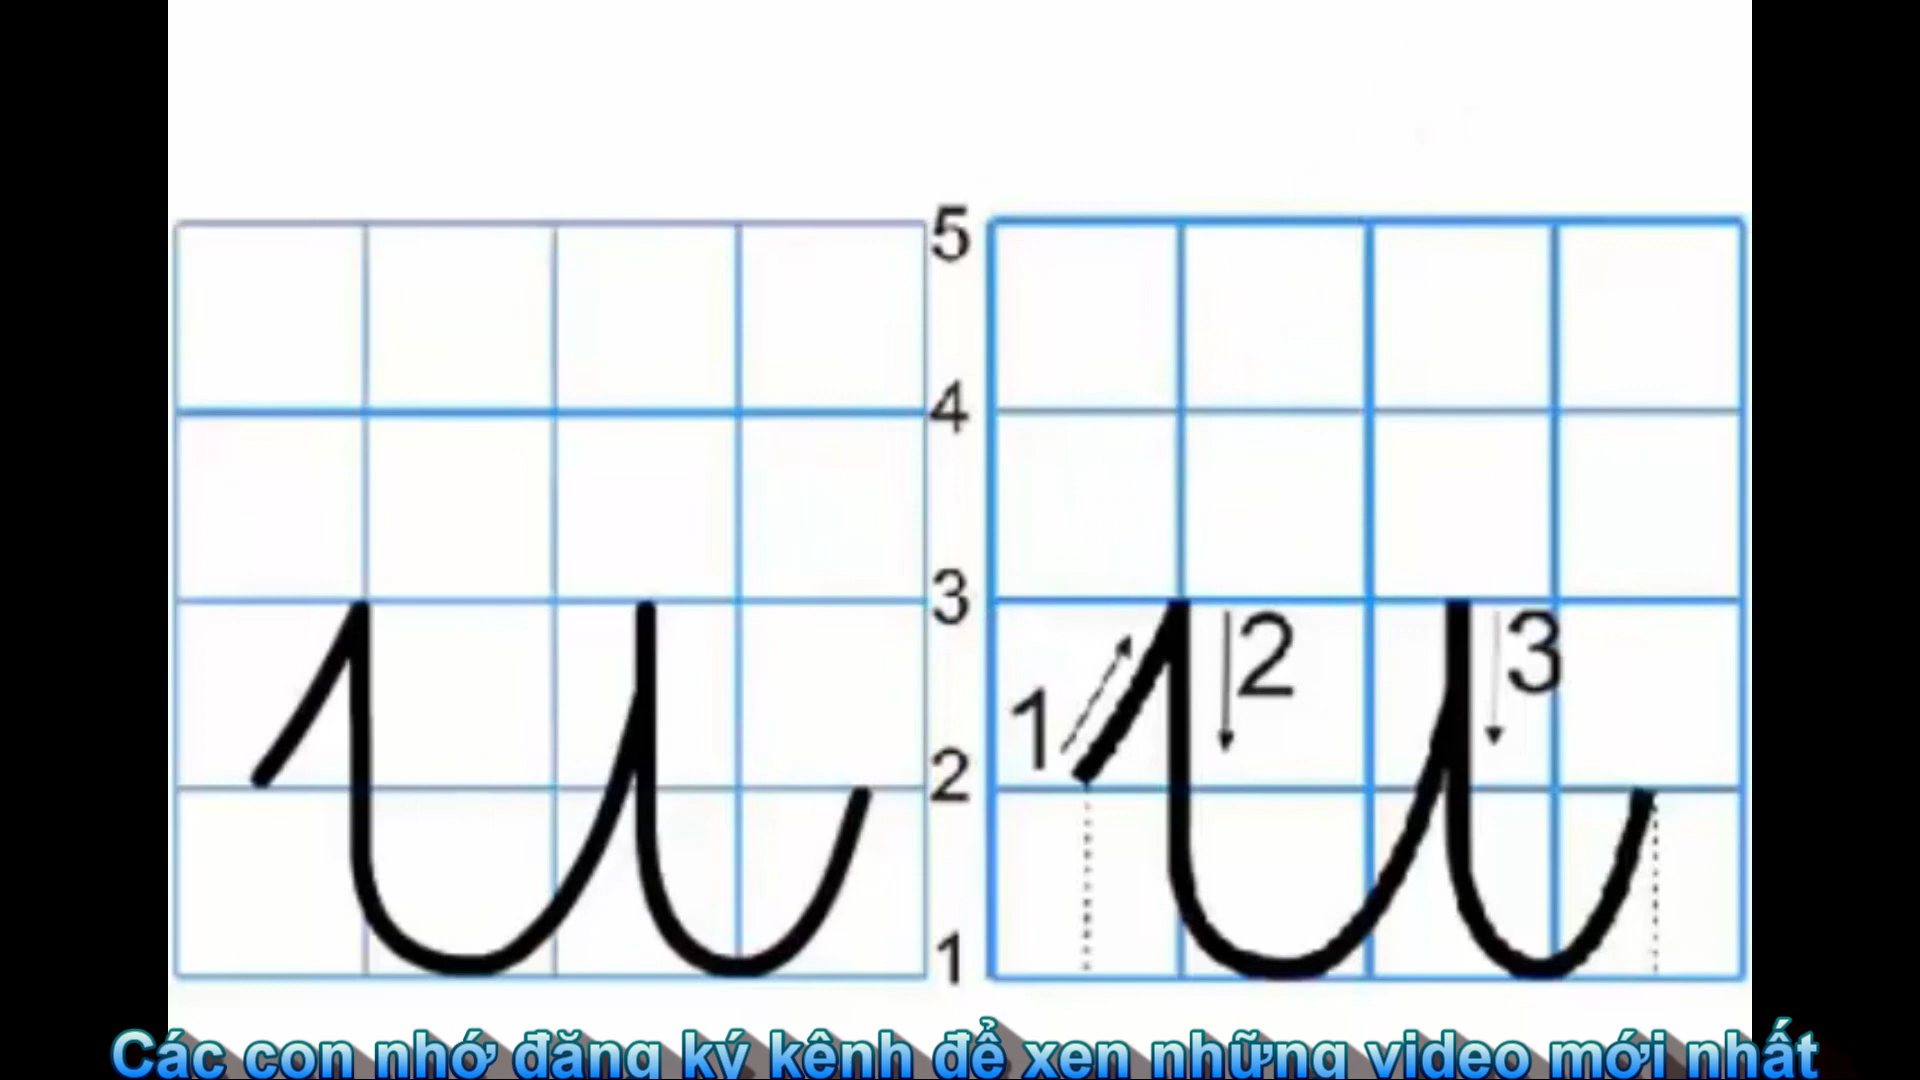 5
4
3
2
1
u
u
1
2
3
Các con nhớ đăng ký kênh để xen những video mới nhất